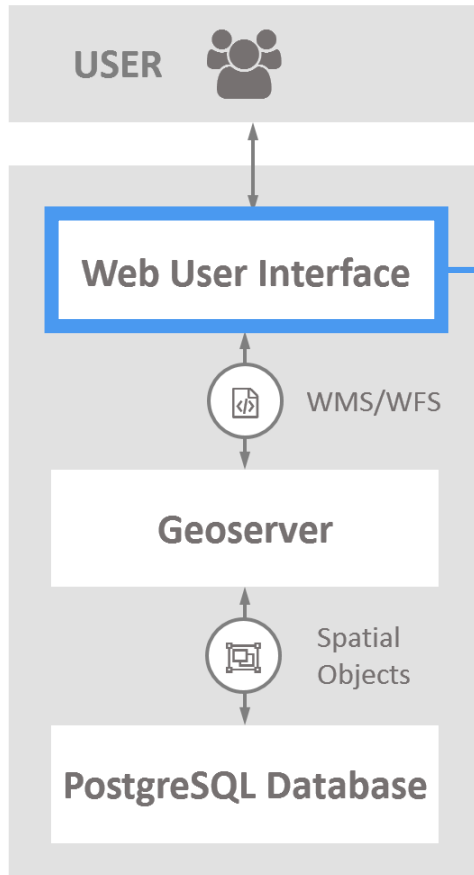 USER
Web User Interface
WMS/WFS
Geoserver
Spatial
Objects
PostgreSQL Database